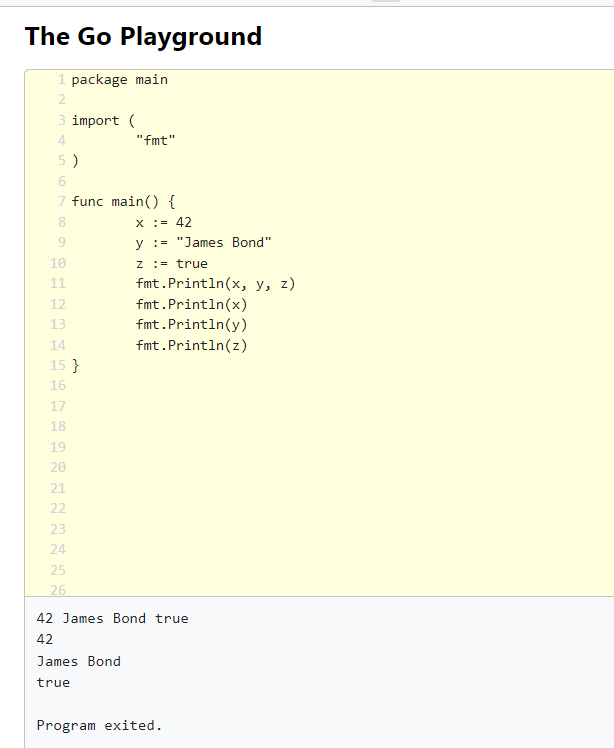 The Go Playground
1 package main
2
3 import (
4 "fmt"
5 )
6
7 func main() {
8 x := 42
9 y := "James Bond"
10 z := true
11 fmt.Println(x, y, z)
12 fmt.Println(x)
13 fmt.Println(y)
14 fmt.Println(z)
15 }
16
17
18
19
20
21
22
23
24
25
26
42 James Bond true
42
James Bond
true
Program exited.